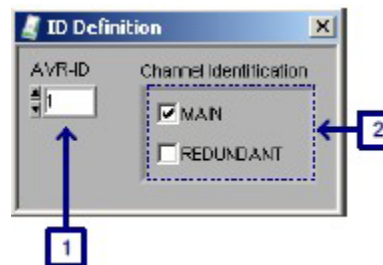 ID Definition
AVR-ID
Channel Identification
1
MAIN
REDUNDANT
2
1